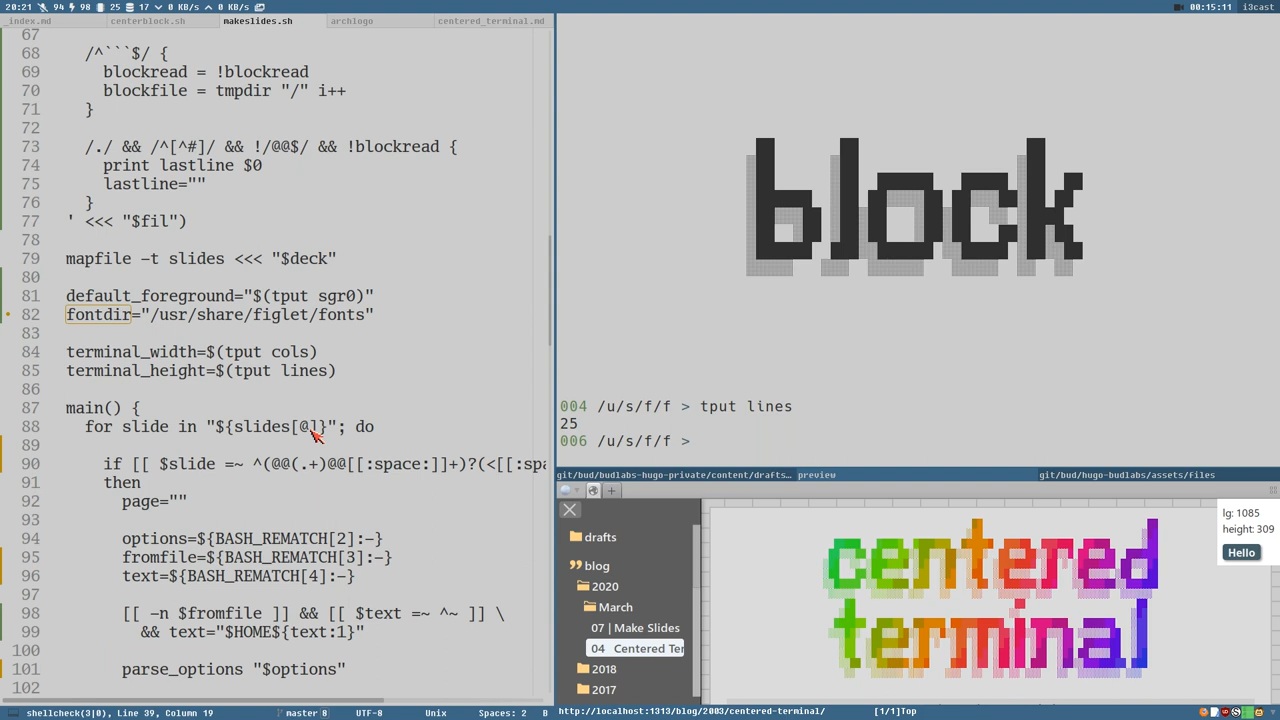 20:21 94 98 25 17 0 KB/s 0 KB/s
00:15:11 i3cast
_index.md centerblock.sh makeslides.sh archlogo centered_terminal.md
67
68 /^```$/ {
69 blockread = !blockread
70 blockfile = tmpdir "/" i++
71 }
72
73 /./ && /^[^#]/ && !/@@$/ && !blockread {
74 print lastline $0
75 lastline=""
76 }
77 ' <<< "$fil")
78
79 mapfile -t slides <<< "$deck"
80
81 default_foreground="$(tput sgr0)"
82 fontdir="/usr/share/figlet/fonts"
83
84 terminal_width=$(tput cols)
85 terminal_height=$(tput lines)
86
87 main() {
88 for slide in "${slides[@]}"; do
89
90 if [[ $slide =~ ^(@@(.+)@@[[:space:]]+)?(<[[:spa
91 then
92 page=""
93
94 options=${BASH_REMATCH[2]:-}
95 fromfile=${BASH_REMATCH[3]:-}
96 text=${BASH_REMATCH[4]:-}
97
98 [[ -n $fromfile ]] && [[ $text =~ ^~ ]] \
99 && text="$HOME${text:1}"
100
101 parse_options "$options"
102
shellcheck(3|0), Line 39, Column 19 master 8 UTF-8 Unix Spaces: 2 B
block
004 /u/s/f/f > tput lines
25
006 /u/s/f/f >
git/bud/budlabs-hugo-private/content/drafts… preview git/bud/hugo-budlabs/assets/files
drafts
blog
2020
March
07 | Make Slides
04 Centered Ter
2018
2017
centered
terminal
lg: 1085
height: 309
Hello
http://localhost:1313/blog/2003/centered-terminal/ [1/1]Top